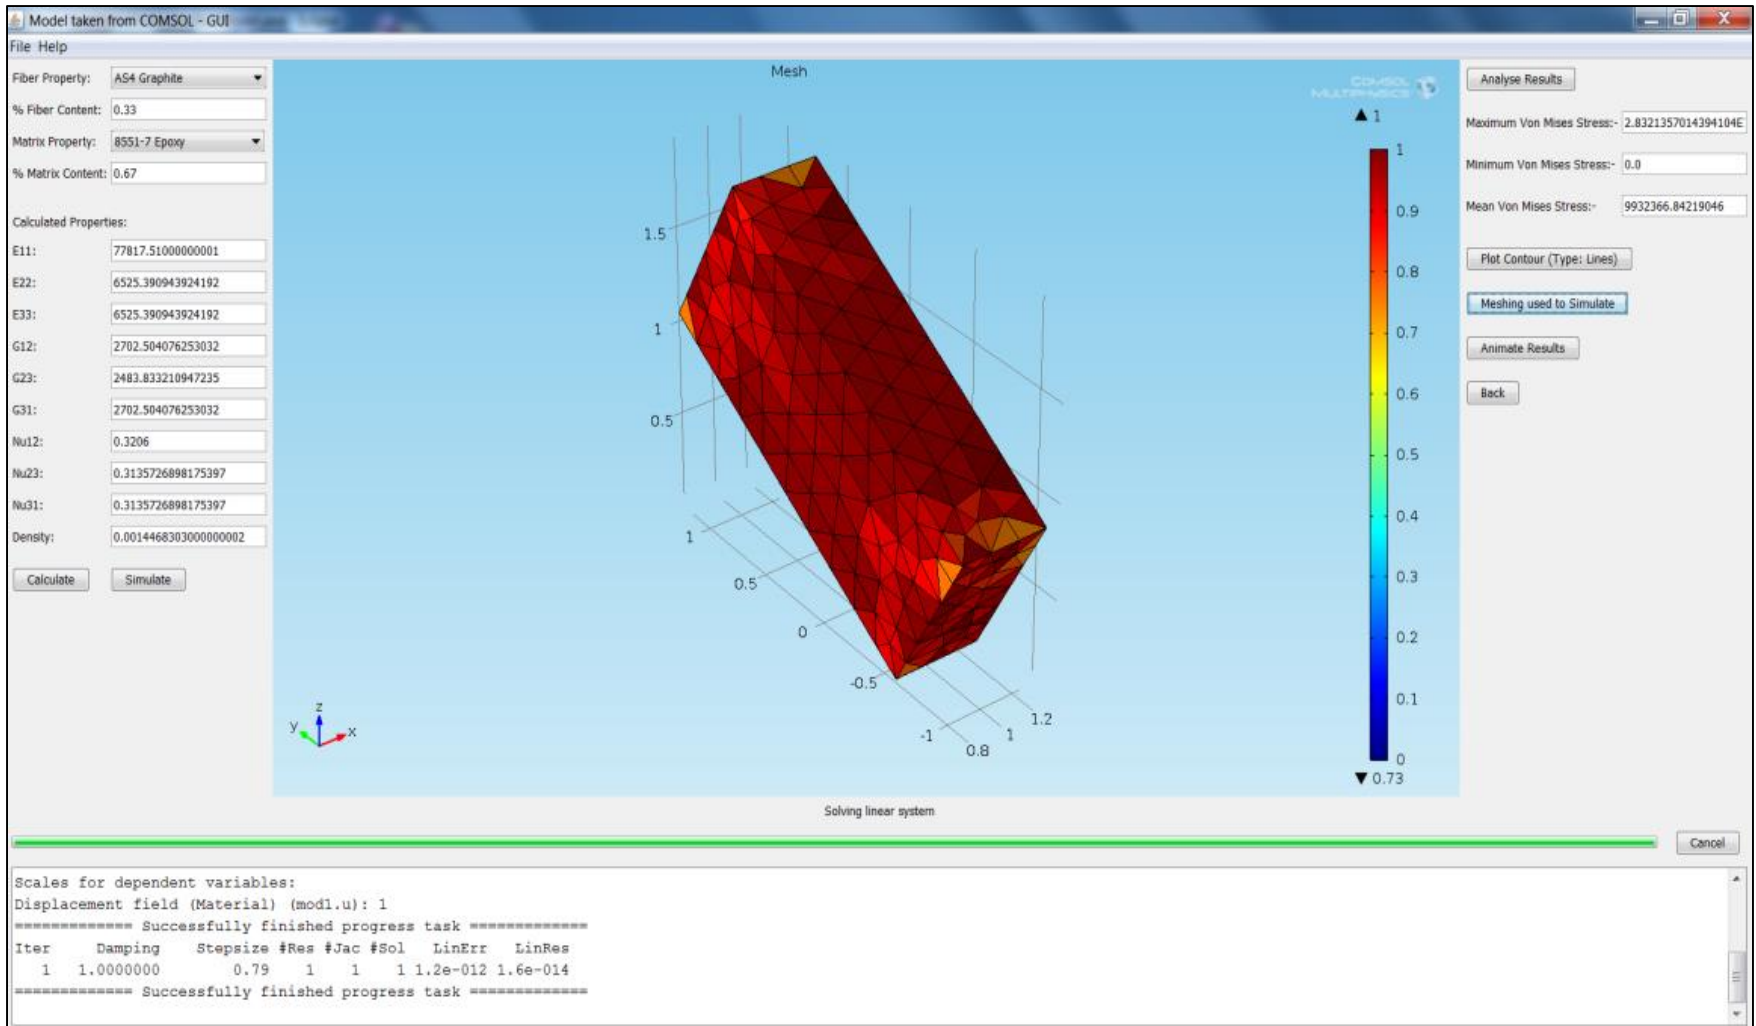 Model taken from COMSOL - GUI
File Help
Fiber Property: AS4 Graphite
% Fiber Content: 0.33
Matrix Property: 8551-7 Epoxy
% Matrix Content: 0.67
Calculated Properties:
E11: 77817.51000000001
E22: 6525.390943924192
E33: 6525.390943924192
G12: 2702.504076253032
G23: 2483.833210947235
G31: 2702.504076253032
Nu12: 0.3206
Nu23: 0.3135726898175397
Nu31: 0.3135726898175397
Density: 0.0014468303000000002
Calculate Simulate
Mesh
COMSOL
MULTIPHYSICS
1.5
1
0.5
1
0.5
0
-0.5
-1
0.8
1
1.2
z
y
x
▲ 1
1
0.9
0.8
0.7
0.6
0.5
0.4
0.3
0.2
0.1
0
▼ 0.73
Analyse Results
Maximum Von Mises Stress:- 2.8321357014394104E
Minimum Von Mises Stress:- 0.0
Mean Von Mises Stress:- 9932366.84219046
Plot Contour (Type: Lines)
Meshing used to Simulate
Animate Results
Back
Solving linear system
Cancel
Scales for dependent variables:
Displacement field (Material) (mod1.u): 1
============= Successfully finished progress task =============
Iter Damping Stepsize #Res #Jac #Sol LinErr LinRes
1 1.0000000 0.79 1 1 1 1.2e-012 1.6e-014
============= Successfully finished progress task =============